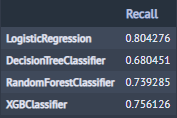 Recall
LogisticRegression 0.804276
DecisionTreeClassifier 0.680451
RandomForestClassifier 0.739285
XGBClassifier 0.756126